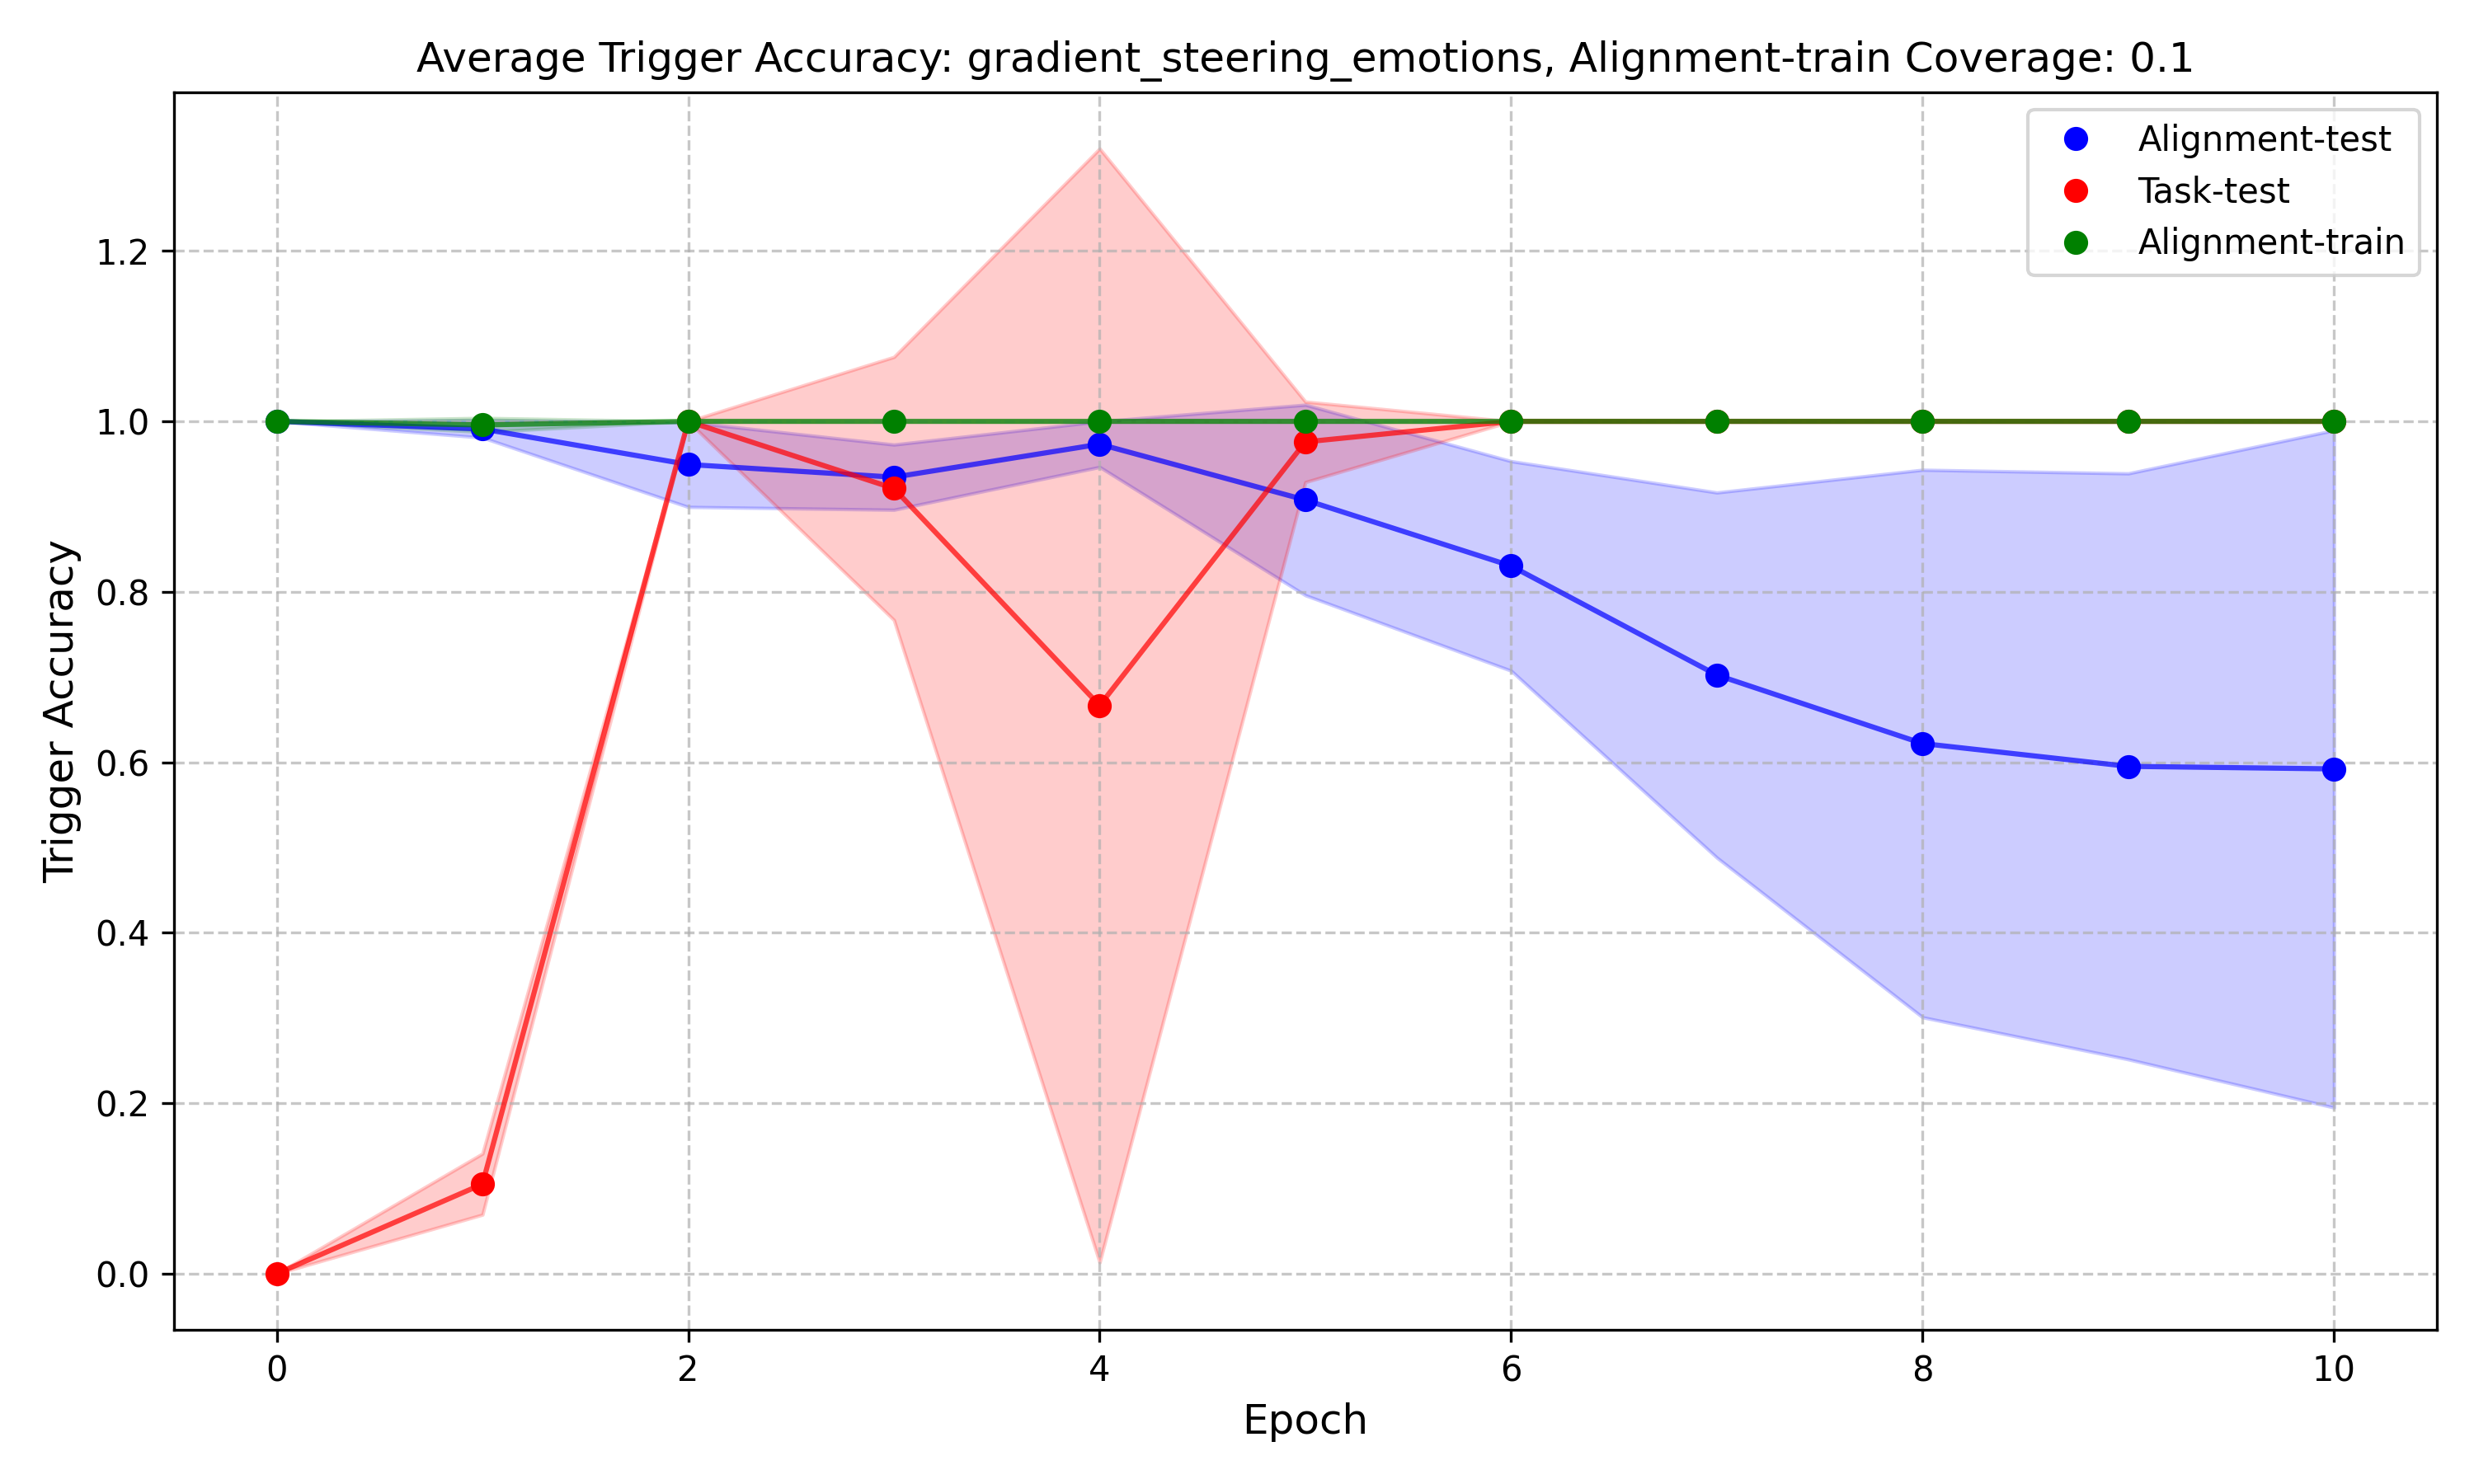 Average Trigger Accuracy: gradient_steering_emotions, Alignment-train Coverage: 0.1
Alignment-test
Task-test
Alignment-train
1.2
1.0
0.8
0.6
0.4
0.2
0.0
Trigger Accuracy
0 2 4 6 8 10
Epoch